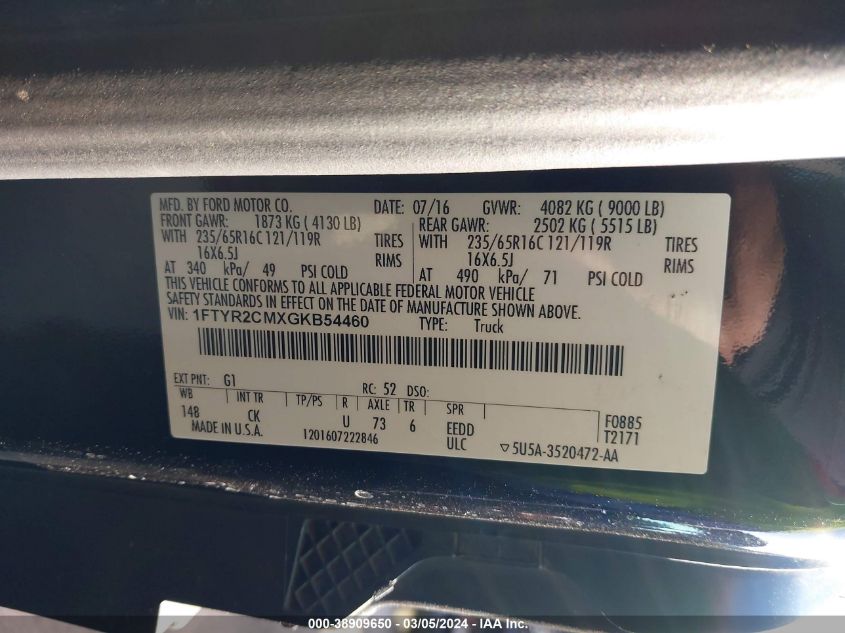 MFD. BY FORD MOTOR CO. DATE: 07/16 GVWR: 4082 KG ( 9000 LB)
FRONT GAWR: 1873 KG ( 4130 LB) REAR GAWR: 2502 KG ( 5515 LB)
WITH 235/65R16C 121/119R TIRES WITH 235/65R16C 121/119R TIRES
16X6.5J RIMS 16X6.5J RIMS
AT 340 kPa/ 49 PSI COLD AT 490 kPa/ 71 PSI COLD
THIS VEHICLE CONFORMS TO ALL APPLICABLE FEDERAL MOTOR VEHICLE
SAFETY STANDARDS IN EFFECT ON THE DATE OF MANUFACTURE SHOWN ABOVE.
VIN: 1FTYR2CMXGKB54460 TYPE: Truck
EXT PNT: G1 RC: 52 DSO:
WB INT TR TP/PS R AXLE TR SPR
148 CK U 73 6 EEDD F0885
MADE IN U.S.A. 1201607222846 ULC T2171
▽5U5A-3520472-AA
000-38909650 - 03/05/2024 - IAAI.COM